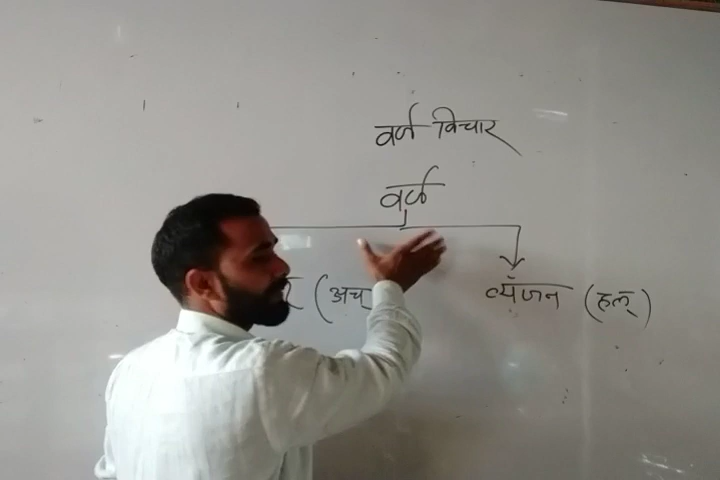 वर्ण विचार
वर्ण
(अच व्यंजन (हल्)